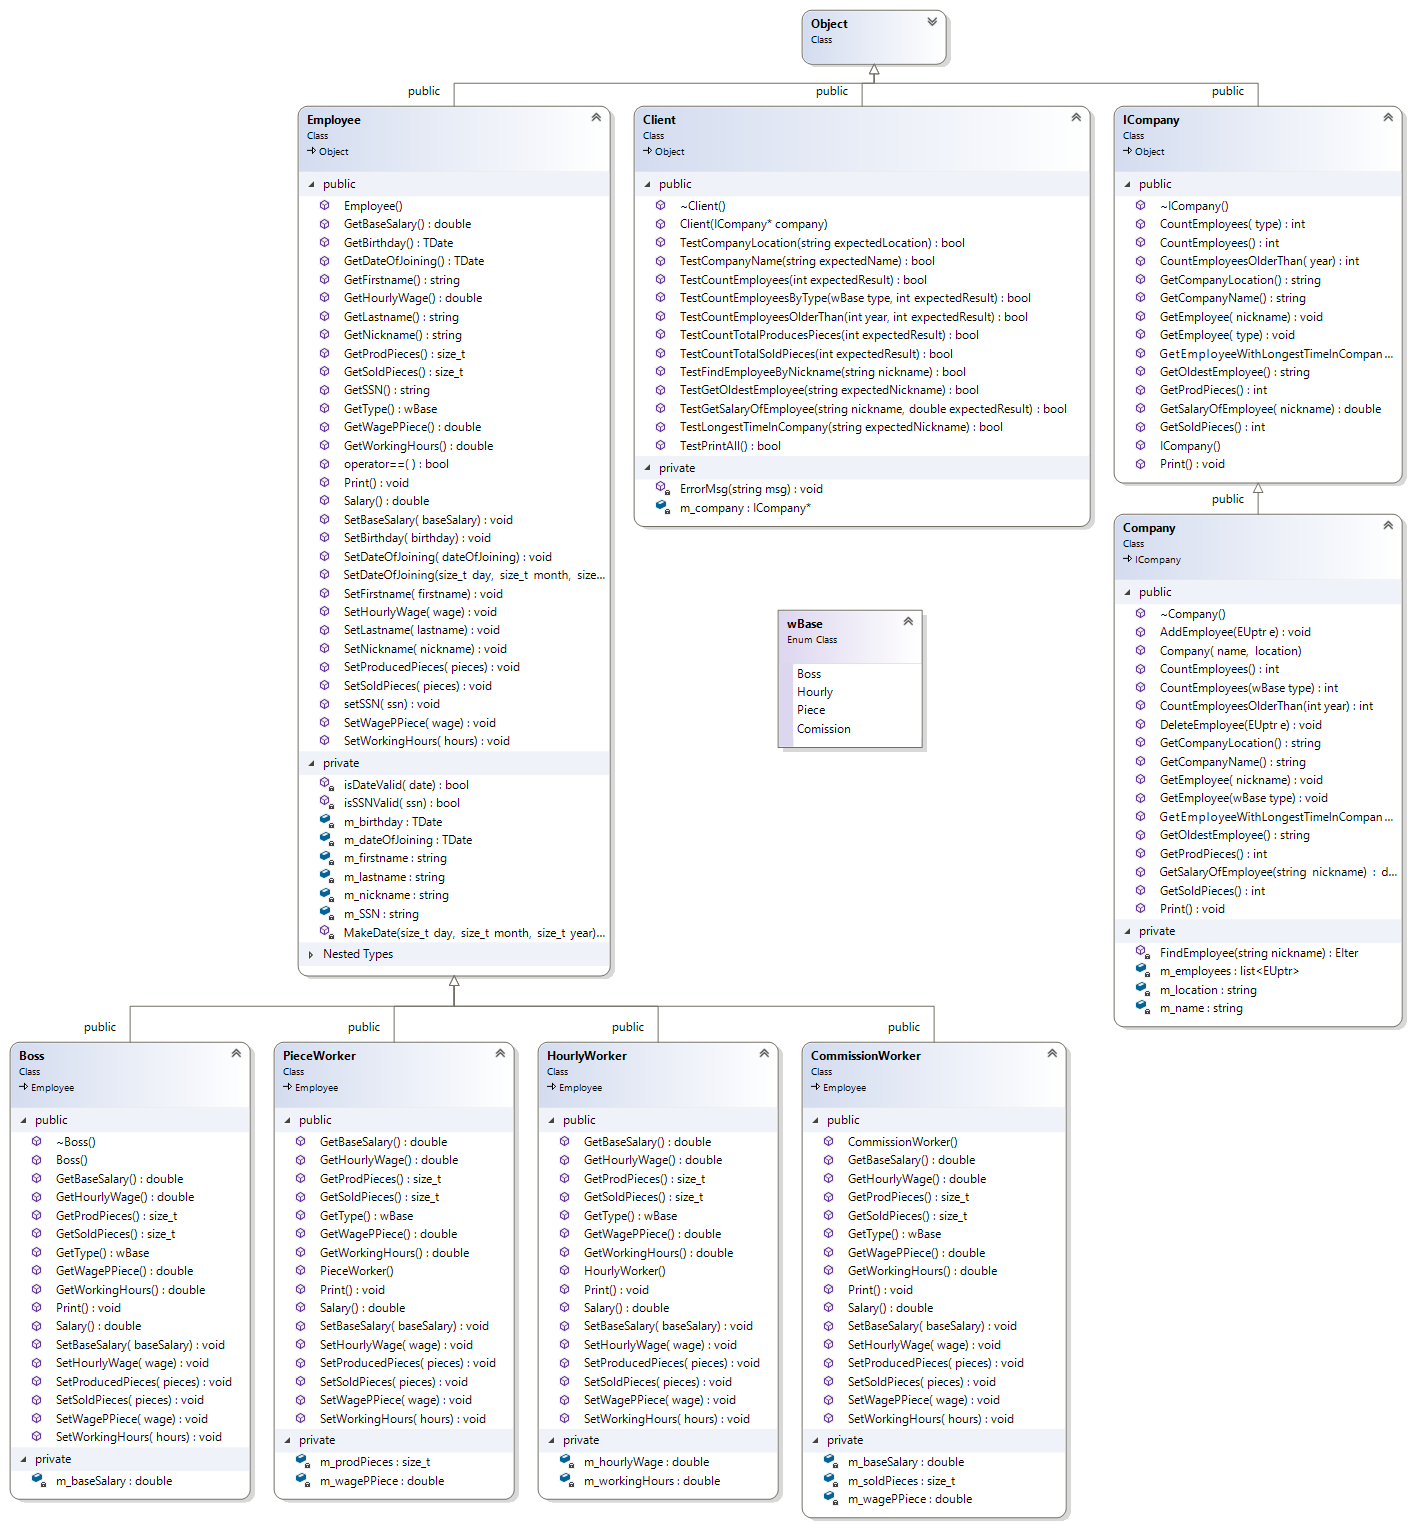 Object
Class
public
public
public
Employee
Class
Object
public
Employee()
GetBaseSalary() : double
GetBirthday() : TDate
GetDateOfJoining() : TDate
GetFirstname() : string
GetHourlyWage() : double
GetLastname() : string
GetNickname() : string
GetProdPieces() : size_t
GetSoldPieces() : size_t
GetSSN() : string
GetType() : wBase
GetWagePPiece() : double
GetWorkingHours() : double
operator==( ) : bool
Print() : void
Salary() : double
SetBaseSalary( baseSalary) : void
SetBirthday( birthday) : void
SetDateOfJoining( dateOfJoining) : void
SetDateOfJoining(size_t day, size_t month, size...
SetFirstname( firstname) : void
SetHourlyWage( wage) : void
SetLastname( lastname) : void
SetNickname( nickname) : void
SetProducedPieces( pieces) : void
SetSoldPieces( pieces) : void
setSSN( ssn) : void
SetWagePPiece( wage) : void
SetWorkingHours( hours) : void
private
isDateValid( date) : bool
isSSNValid( ssn) : bool
m_birthday : TDate
m_dateOfJoining : TDate
m_firstname : string
m_lastname : string
m_nickname : string
m_SSN : string
MakeDate(size_t day, size_t month, size_t year)...
Nested Types
Client
Class
Object
public
~Client()
Client(ICompany* company)
TestCompanyLocation(string expectedLocation) : bool
TestCompanyName(string expectedName) : bool
TestCountEmployees(int expectedResult) : bool
TestCountEmployeesByType(wBase type, int expectedResult) : bool
TestCountEmployeesOlderThan(int year, int expectedResult) : bool
TestCountTotalProducesPieces(int expectedResult) : bool
TestCountTotalSoldPieces(int expectedResult) : bool
TestFindEmployeeByNickname(string nickname) : bool
TestGetOldestEmployee(string expectedNickname) : bool
TestGetSalaryOfEmployee(string nickname, double expectedResult) : bool
TestLongestTimeInCompany(string expectedNickname) : bool
TestPrintAll() : bool
private
ErrorMsg(string msg) : void
m_company : ICompany*
ICompany
Class
Object
public
~ICompany()
CountEmployees( type) : int
CountEmployees() : int
CountEmployeesOlderThan( year) : int
GetCompanyLocation() : string
GetCompanyName() : string
GetEmployee( nickname) : void
GetEmployee( type) : void
GetEmployeeWithLongestTimeInCompan...
GetOldestEmployee() : string
GetProdPieces() : int
GetSalaryOfEmployee( nickname) : double
GetSoldPieces() : int
ICompany()
Print() : void
public
Company
Class
ICompany
public
~Company()
AddEmployee(EUptr e) : void
Company( name, location)
CountEmployees() : int
CountEmployees(wBase type) : int
CountEmployeesOlderThan(int year) : int
DeleteEmployee(EUptr e) : void
GetCompanyLocation() : string
GetCompanyName() : string
GetEmployee( nickname) : void
GetEmployee(wBase type) : void
GetEmployeeWithLongestTimeInCompan...
GetOldestEmployee() : string
GetProdPieces() : int
GetSalaryOfEmployee(string nickname) : d...
GetSoldPieces() : int
Print() : void
private
FindEmployee(string nickname) : EIter
m_employees : list<EUptr>
m_location : string
m_name : string
wBase
Enum Class
Boss
Hourly
Piece
Comission
public
public
public
public
Boss
Class
Employee
public
~Boss()
Boss()
GetBaseSalary() : double
GetHourlyWage() : double
GetProdPieces() : size_t
GetSoldPieces() : size_t
GetType() : wBase
GetWagePPiece() : double
GetWorkingHours() : double
Print() : void
Salary() : double
SetBaseSalary( baseSalary) : void
SetHourlyWage( wage) : void
SetProducedPieces( pieces) : void
SetSoldPieces( pieces) : void
SetWagePPiece( wage) : void
SetWorkingHours( hours) : void
private
m_baseSalary : double
PieceWorker
Class
Employee
public
GetBaseSalary() : double
GetHourlyWage() : double
GetProdPieces() : size_t
GetSoldPieces() : size_t
GetType() : wBase
GetWagePPiece() : double
GetWorkingHours() : double
PieceWorker()
Print() : void
Salary() : double
SetBaseSalary( baseSalary) : void
SetHourlyWage( wage) : void
SetProducedPieces( pieces) : void
SetSoldPieces( pieces) : void
SetWagePPiece( wage) : void
SetWorkingHours( hours) : void
private
m_prodPieces : size_t
m_wagePPiece : double
HourlyWorker
Class
Employee
public
GetBaseSalary() : double
GetHourlyWage() : double
GetProdPieces() : size_t
GetSoldPieces() : size_t
GetType() : wBase
GetWagePPiece() : double
GetWorkingHours() : double
HourlyWorker()
Print() : void
Salary() : double
SetBaseSalary( baseSalary) : void
SetHourlyWage( wage) : void
SetProducedPieces( pieces) : void
SetSoldPieces( pieces) : void
SetWagePPiece( wage) : void
SetWorkingHours( hours) : void
private
m_hourlyWage : double
m_workingHours : double
CommissionWorker
Class
Employee
public
CommissionWorker()
GetBaseSalary() : double
GetHourlyWage() : double
GetProdPieces() : size_t
GetSoldPieces() : size_t
GetType() : wBase
GetWagePPiece() : double
GetWorkingHours() : double
Print() : void
Salary() : double
SetBaseSalary( baseSalary) : void
SetHourlyWage( wage) : void
SetProducedPieces( pieces) : void
SetSoldPieces( pieces) : void
SetWagePPiece( wage) : void
SetWorkingHours( hours) : void
private
m_baseSalary : double
m_soldPieces : size_t
m_wagePPiece : double